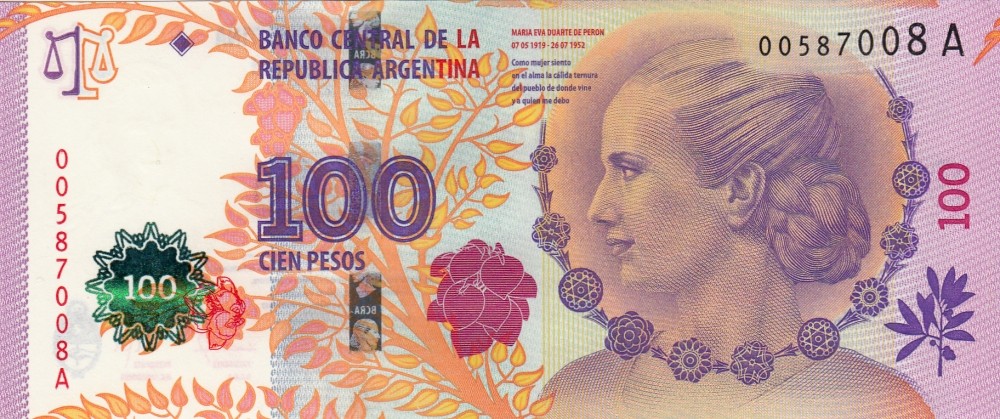 BANCO CENTRAL DE LA
REPUBLICA ARGENTINA
MARIA EVA DUARTE DE PERON
07 05 1919 - 26 07 1952
Como mujer siento
en el alma la cálida ternura
del pueblo de donde vine
y a quien me debo
00587008 A
BCRA
00587008A
100
CIEN PESOS
100
BCRA
100